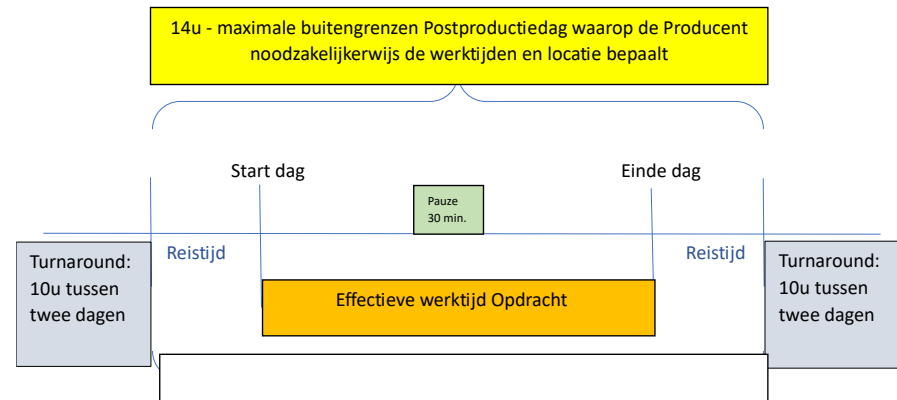 14u - maximale buitengrenzen Postproductiedag waarop de Producent
noodzakelijkerwijs de werktijden en locatie bepaalt
Start dag
Einde dag
Pauze
30 min.
Turnaround:
10u tussen
twee dagen
Reistijd
Reistijd
Turnaround:
10u tussen
twee dagen
Effectieve werktijd Opdracht